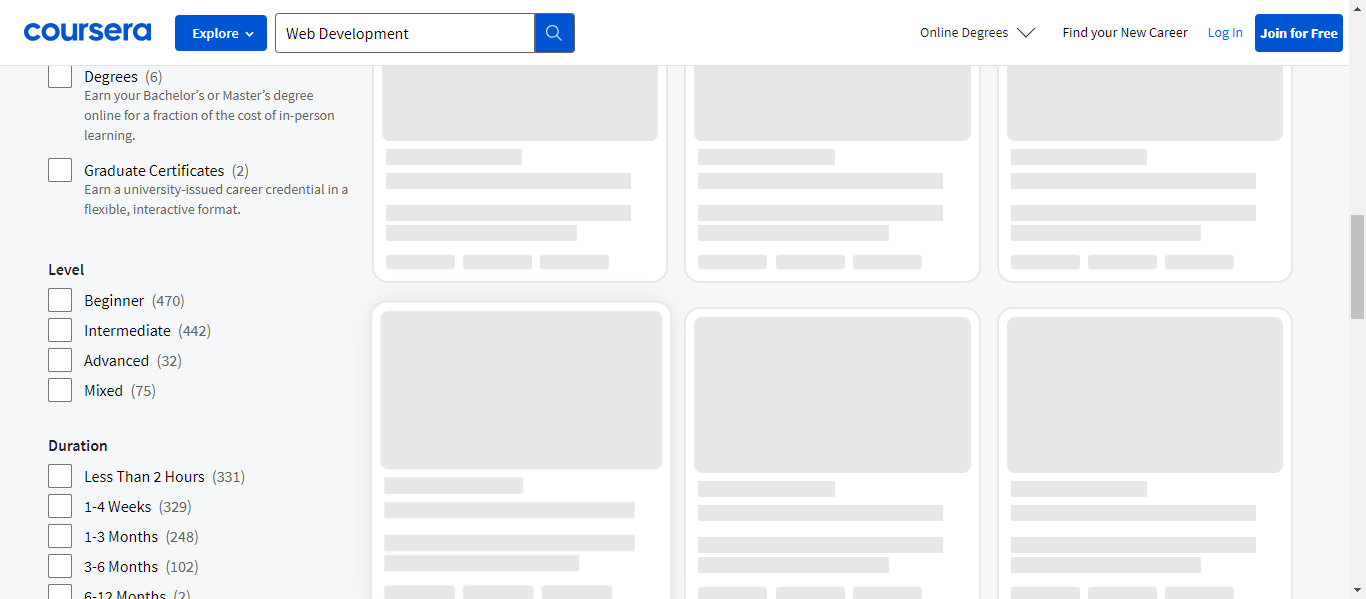 coursera
Explore
Web Development
Online Degrees
Find your New Career
Log In
Join for Free
Degrees (6)
Earn your Bachelor’s or Master’s degree
online for a fraction of the cost of in-person
learning.
Graduate Certificates (2)
Earn a university-issued career credential in a
flexible, interactive format.
Level
Beginner (470)
Intermediate (442)
Advanced (32)
Mixed (75)
Duration
Less Than 2 Hours (331)
1-4 Weeks (329)
1-3 Months (248)
3-6 Months (102)
6-12 Months (2)